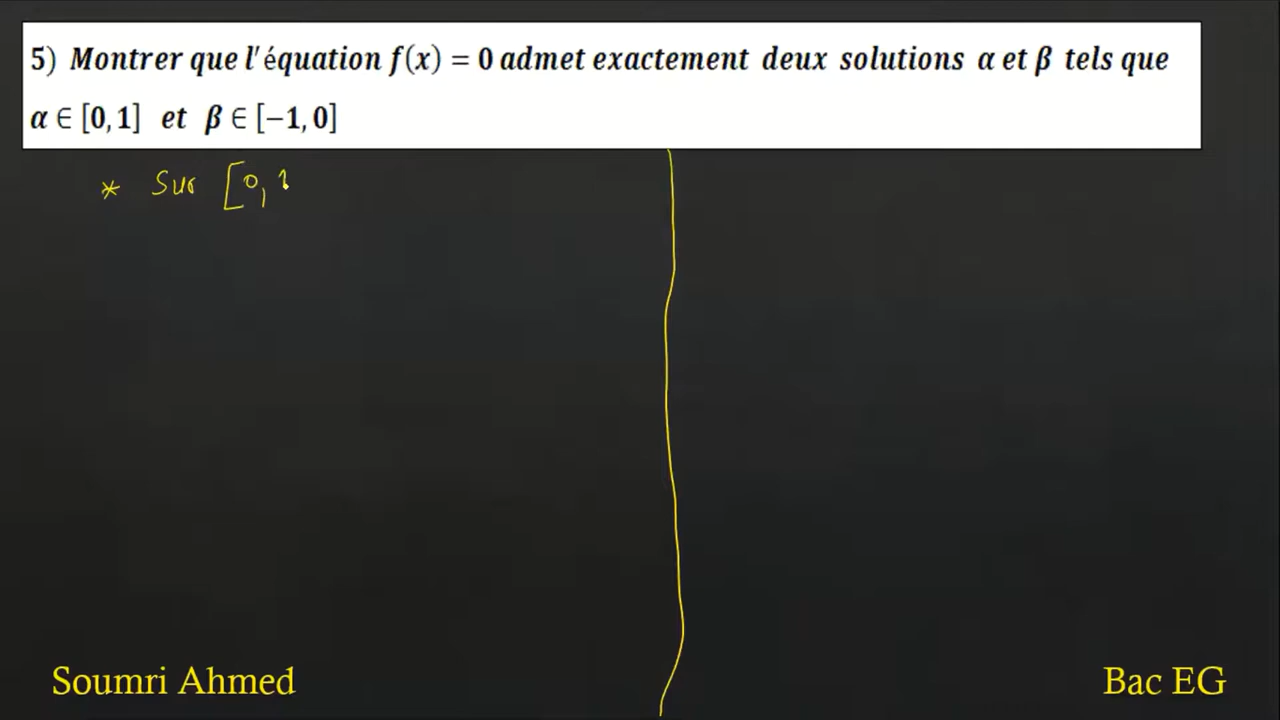 5) Montrer que l'équation f(x) = 0 admet exactement deux solutions α et β tels que
α ∈ [0, 1] et β ∈ [−1, 0]
* Sur [0, 1
Soumri Ahmed
Bac EG